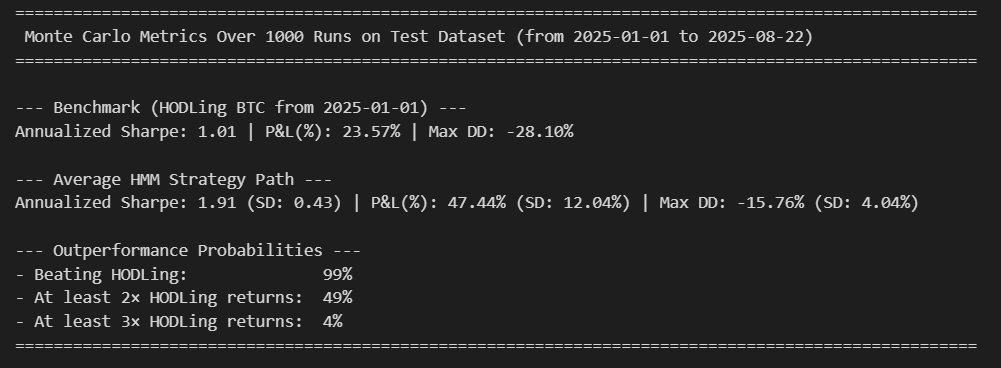 ====================================================================================================
Monte Carlo Metrics Over 1000 Runs on Test Dataset (from 2025-01-01 to 2025-08-22)
====================================================================================================
--- Benchmark (HODLing BTC from 2025-01-01) ---
Annualized Sharpe: 1.01 | P&L(%): 23.57% | Max DD: -28.10%
--- Average HMM Strategy Path ---
Annualized Sharpe: 1.91 (SD: 0.43) | P&L(%): 47.44% (SD: 12.04%) | Max DD: -15.76% (SD: 4.04%)
--- Outperformance Probabilities ---
- Beating HODLing: 99%
- At least 2× HODLing returns: 49%
- At least 3× HODLing returns: 4%
====================================================================================================